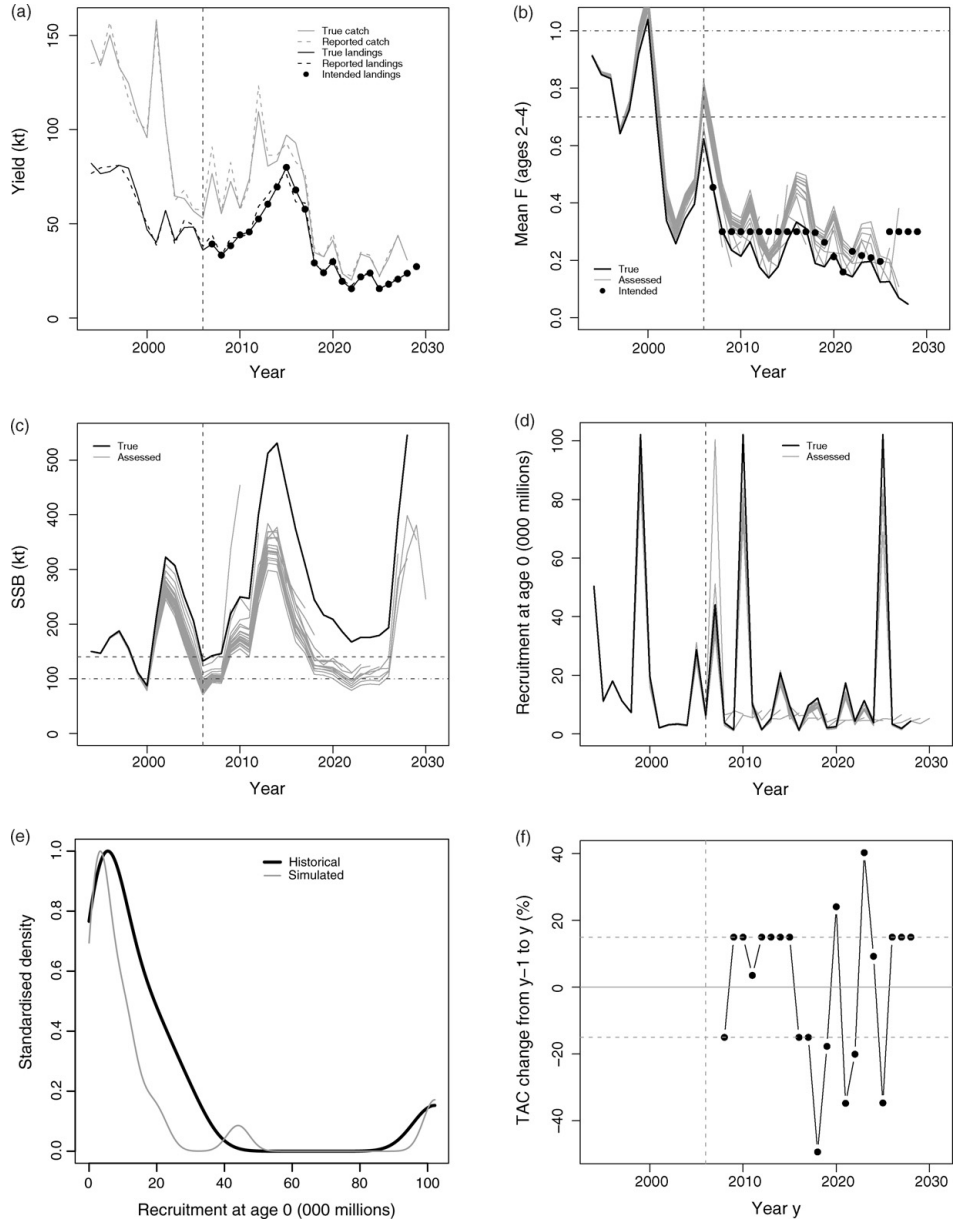 (a)
Yield (kt)
150
100
50
0
True catch
Reported catch
True landings
Reported landings
Intended landings
2000 2010 2020 2030
Year
(b)
Mean F (ages 2–4)
1.0
0.8
0.6
0.4
0.2
0.0
True
Assessed
Intended
2000 2010 2020 2030
Year
(c)
SSB (kt)
500
400
300
200
100
0
True
Assessed
2000 2010 2020 2030
Year
(d)
Recruitment at age 0 (000 millions)
100
80
60
40
20
0
True
Assessed
2000 2010 2020 2030
Year
(e)
Standardised density
1.0
0.8
0.6
0.4
0.2
0.0
Historical
Simulated
0 20 40 60 80 100
Recruitment at age 0 (000 millions)
(f)
TAC change from y−1 to y (%)
40
20
0
−20
−40
2000 2010 2020 2030
Year y